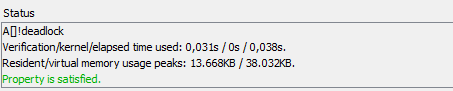 Status
A[]!deadlock
Verification/kernel/elapsed time used: 0,031s / 0s / 0,038s.
Resident/virtual memory usage peaks: 13.668KB / 38.032KB.
Property is satisfied.